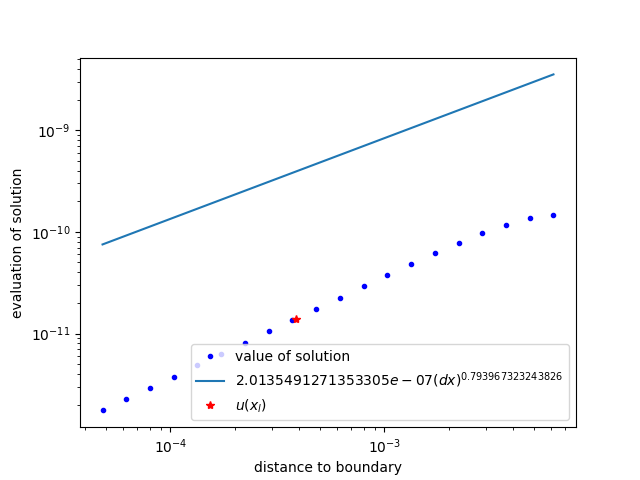 10⁻⁹
10⁻¹⁰
10⁻¹¹
evaluation of solution
value of solution
2.0135491271353305e − 07(dx)^0.793967323243826
u(x_l)
10⁻⁴
10⁻³
distance to boundary